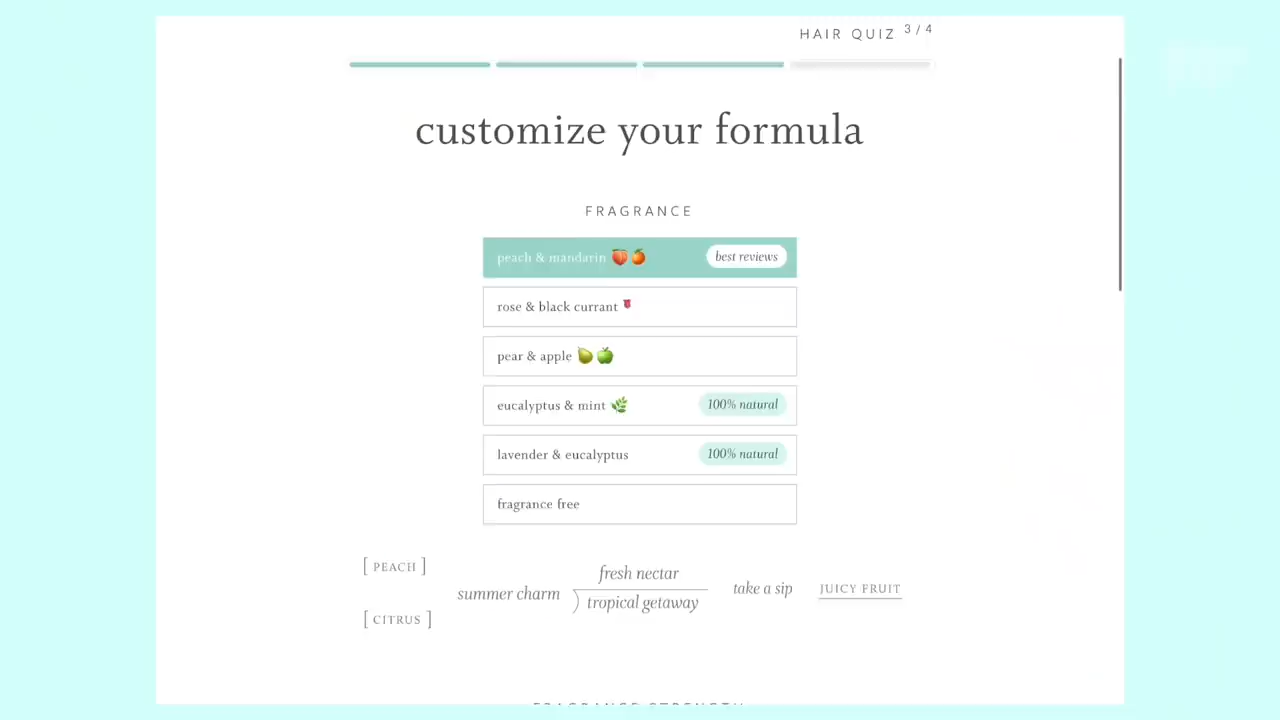 HAIR QUIZ 3/4
customize your formula
FRAGRANCE
peach & mandarin 🍑🍊 best reviews
rose & black currant 🌹
pear & apple 🍐🍏
eucalyptus & mint 🌿 100% natural
lavender & eucalyptus 100% natural
fragrance free
[ PEACH ]
[ CITRUS ]
summer charm
fresh nectar
tropical getaway
take a sip
JUICY FRUIT
FRAGRANCE STRENGTH